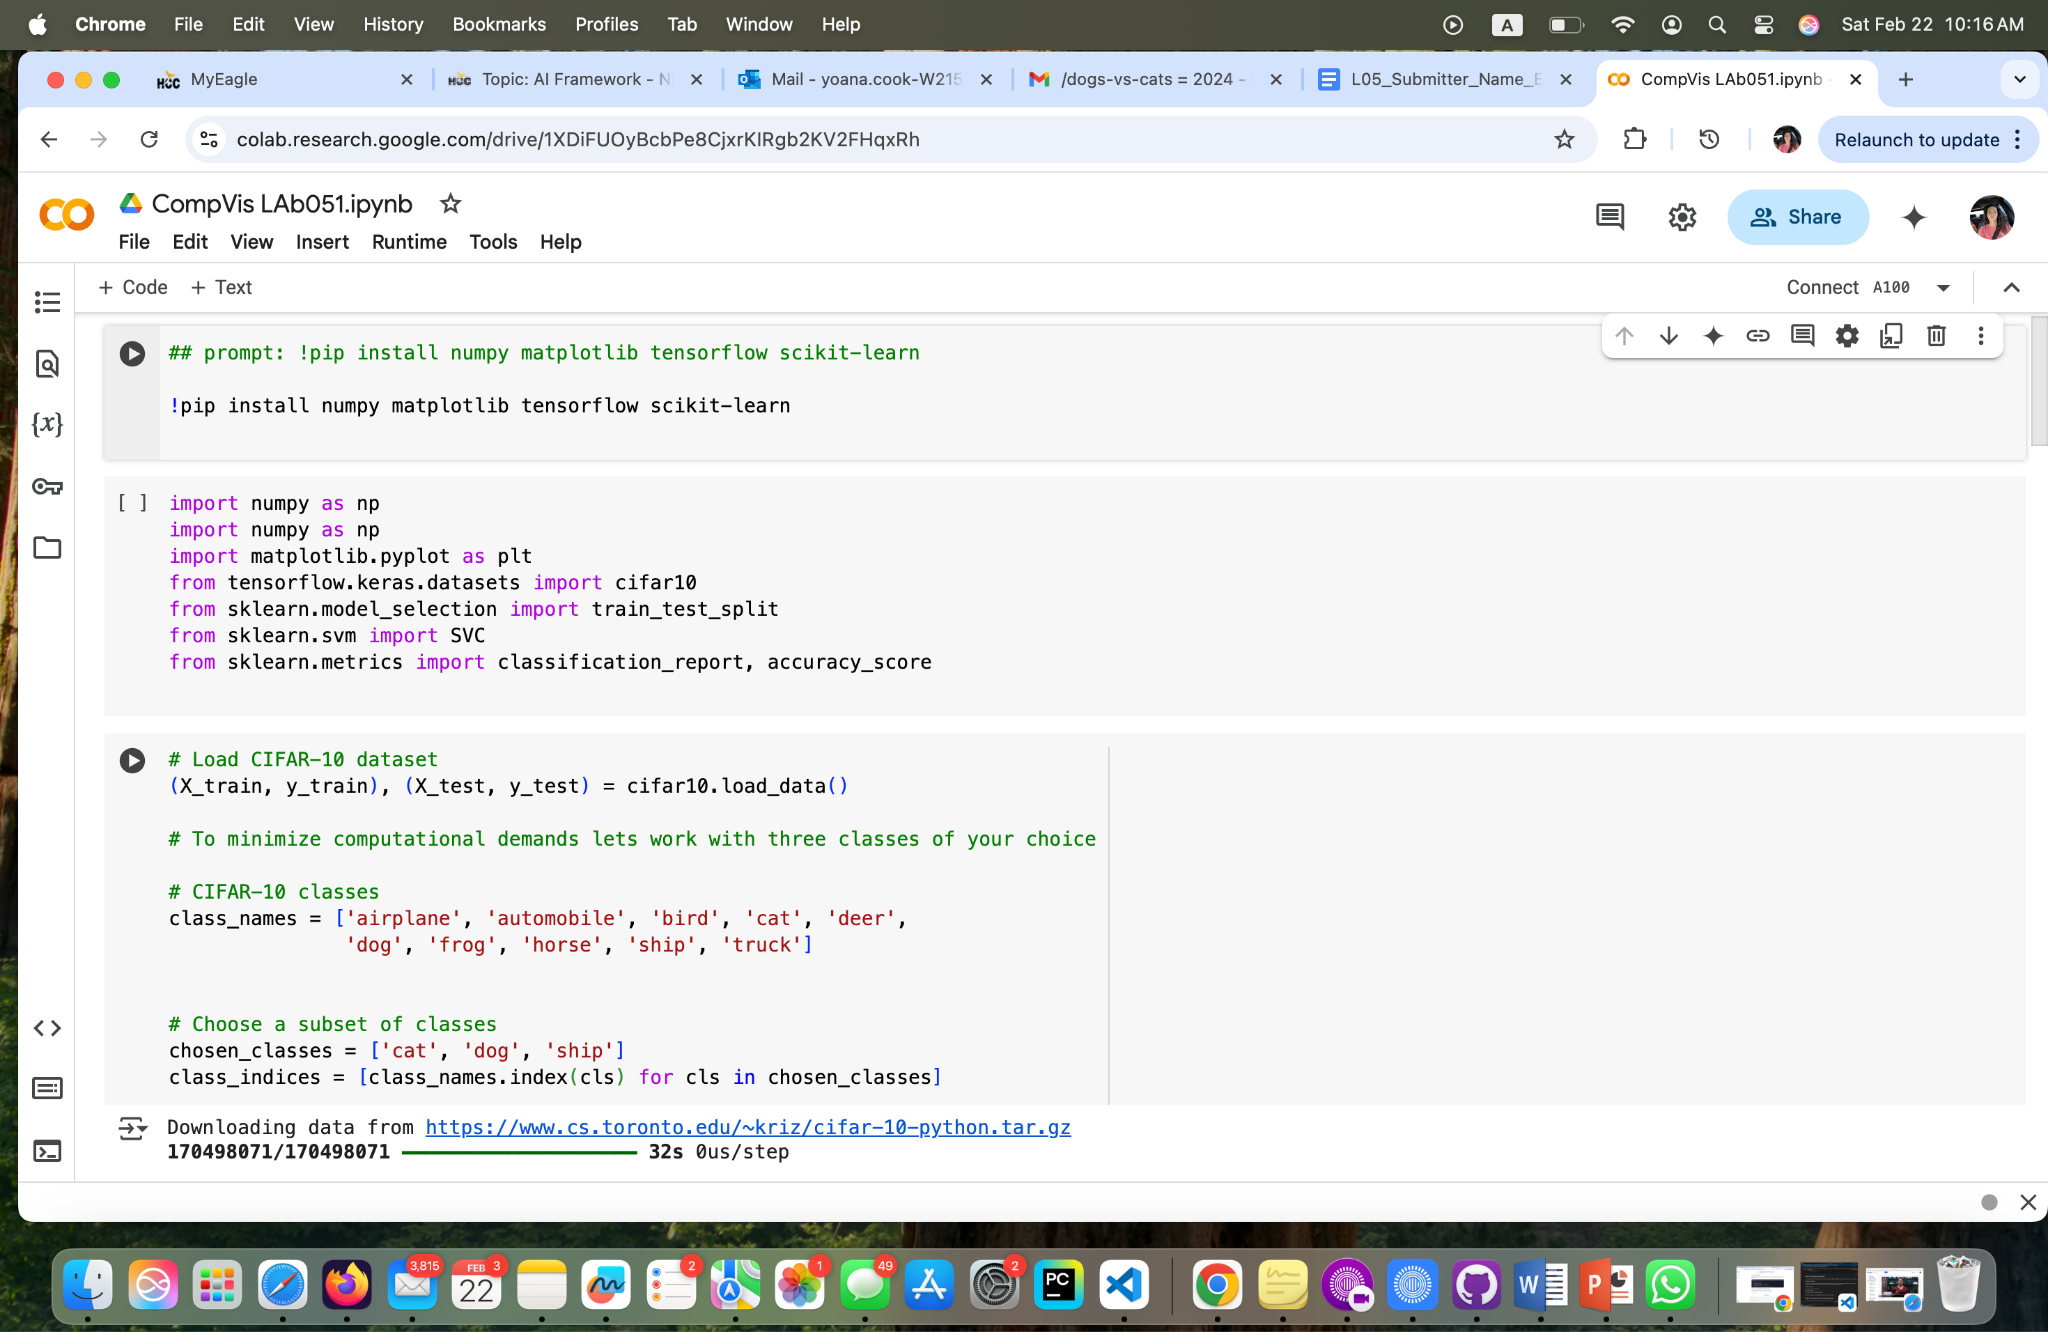 Chrome File Edit View History Bookmarks Profiles Tab Window Help A Sat Feb 22 10:16 AM
HCC MyEagle HCC Topic: AI Framework - N Mail - yoana.cook-W215 /dogs-vs-cats = 2024 - L05_Submitter_Name_E CompVis LAb051.ipynb -
colab.research.google.com/drive/1XDiFUOyBcbPe8CjxrKlRgb2KV2FHqxRh Relaunch to update
CompVis LAb051.ipynb
Share
File Edit View Insert Runtime Tools Help
+ Code + Text Connect A100
## prompt: !pip install numpy matplotlib tensorflow scikit-learn
!pip install numpy matplotlib tensorflow scikit-learn
{x}
[ ] import numpy as np
import numpy as np
import matplotlib.pyplot as plt
from tensorflow.keras.datasets import cifar10
from sklearn.model_selection import train_test_split
from sklearn.svm import SVC
from sklearn.metrics import classification_report, accuracy_score
# Load CIFAR-10 dataset
(X_train, y_train), (X_test, y_test) = cifar10.load_data()
# To minimize computational demands lets work with three classes of your choice
# CIFAR-10 classes
class_names = ['airplane', 'automobile', 'bird', 'cat', 'deer',
'dog', 'frog', 'horse', 'ship', 'truck']
# Choose a subset of classes
chosen_classes = ['cat', 'dog', 'ship']
class_indices = [class_names.index(cls) for cls in chosen_classes]
Downloading data from https://www.cs.toronto.edu/~kriz/cifar-10-python.tar.gz
170498071/170498071 32s 0us/step
3,815 FEB 3 2 1 49 2
22 PC W P